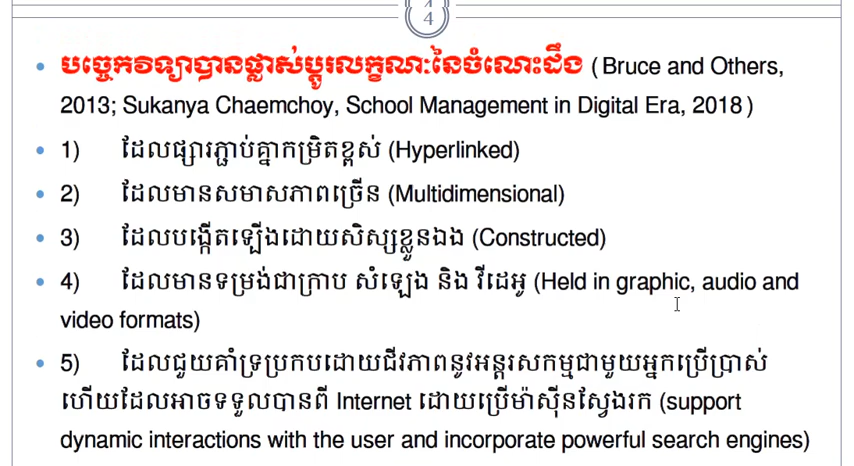 4
4
• បច្ចេកវិទ្យាបានផ្លាស់ប្តូរលក្ខណៈនៃចំណេះដឹង ( Bruce and Others,
2013; Sukanya Chaemchoy, School Management in Digital Era, 2018 )
• 1) ដែលផ្សារភ្ជាប់គ្នាកម្រិតខ្ពស់ (Hyperlinked)
• 2) ដែលមានសមាសភាពច្រើន (Multidimensional)
• 3) ដែលបង្កើតឡើងដោយសិស្សខ្លួនឯង (Constructed)
• 4) ដែលមានទម្រង់ជាក្រាប សំឡេង និង វីដេអូ (Held in graphic, audio and
video formats)
• 5) ដែលជួយគាំទ្រប្រកបដោយជីវភាពនូវអន្តរសកម្មជាមួយអ្នកប្រើប្រាស់
ហើយដែលអាចទទួលបានពី Internet ដោយប្រើម៉ាស៊ីនស្វែងរក (support
dynamic interactions with the user and incorporate powerful search engines)